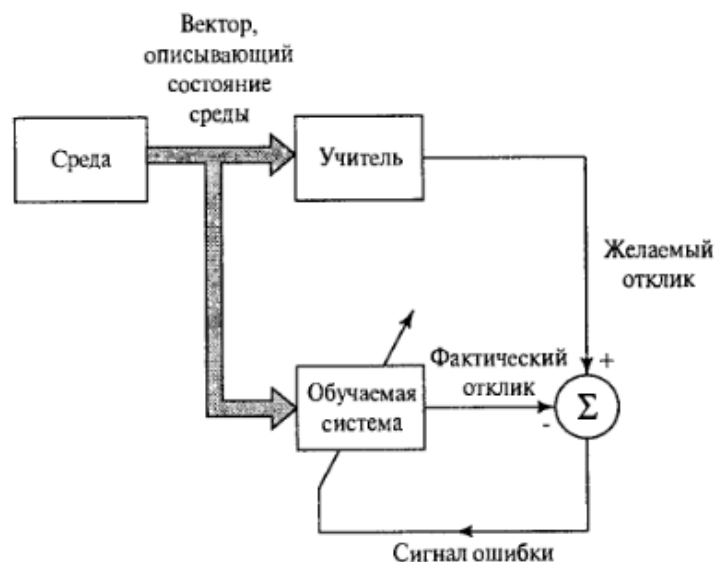 Вектор,
описывающий
состояние
среды
Среда
Учитель
Желаемый
отклик
Фактический
отклик
+
Обучаемая
система
-
Σ
Сигнал ошибки